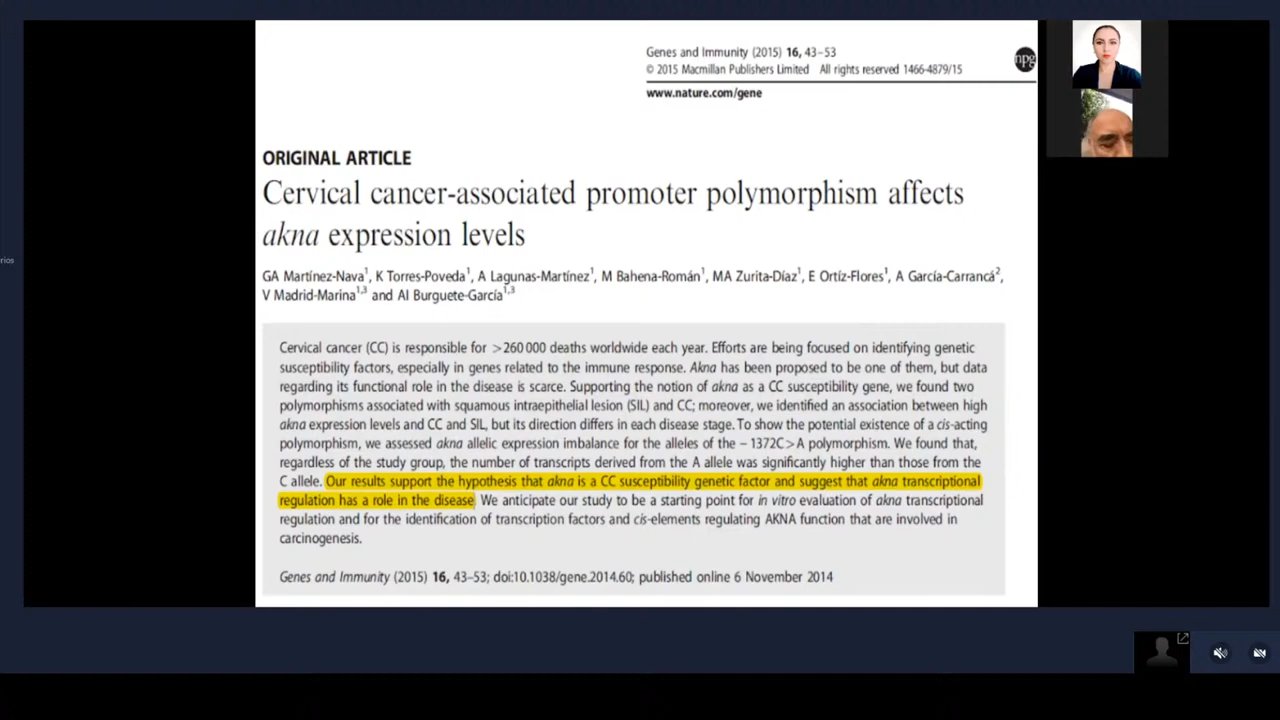 Genes and Immunity (2015) 16, 43–53
© 2015 Macmillan Publishers Limited All rights reserved 1466-4879/15
npg
www.nature.com/gene
ORIGINAL ARTICLE
Cervical cancer-associated promoter polymorphism affects
akna expression levels
GA Martínez-Nava1, K Torres-Poveda1, A Lagunas-Martínez1, M Bahena-Román1, MA Zurita-Díaz1, E Ortíz-Flores1, A García-Carrancá2,
V Madrid-Marina1,3 and AI Burguete-García1,3
Cervical cancer (CC) is responsible for >260 000 deaths worldwide each year. Efforts are being focused on identifying genetic
susceptibility factors, especially in genes related to the immune response. Akna has been proposed to be one of them, but data
regarding its functional role in the disease is scarce. Supporting the notion of akna as a CC susceptibility gene, we found two
polymorphisms associated with squamous intraepithelial lesion (SIL) and CC; moreover, we identified an association between high
akna expression levels and CC and SIL, but its direction differs in each disease stage. To show the potential existence of a cis-acting
polymorphism, we assessed akna allelic expression imbalance for the alleles of the −1372C>A polymorphism. We found that,
regardless of the study group, the number of transcripts derived from the A allele was significantly higher than those from the
C allele. Our results support the hypothesis that akna is a CC susceptibility genetic factor and suggest that akna transcriptional
regulation has a role in the disease. We anticipate our study to be a starting point for in vitro evaluation of akna transcriptional
regulation and for the identification of transcription factors and cis-elements regulating AKNA function that are involved in
carcinogenesis.
Genes and Immunity (2015) 16, 43–53; doi:10.1038/gene.2014.60; published online 6 November 2014
rios